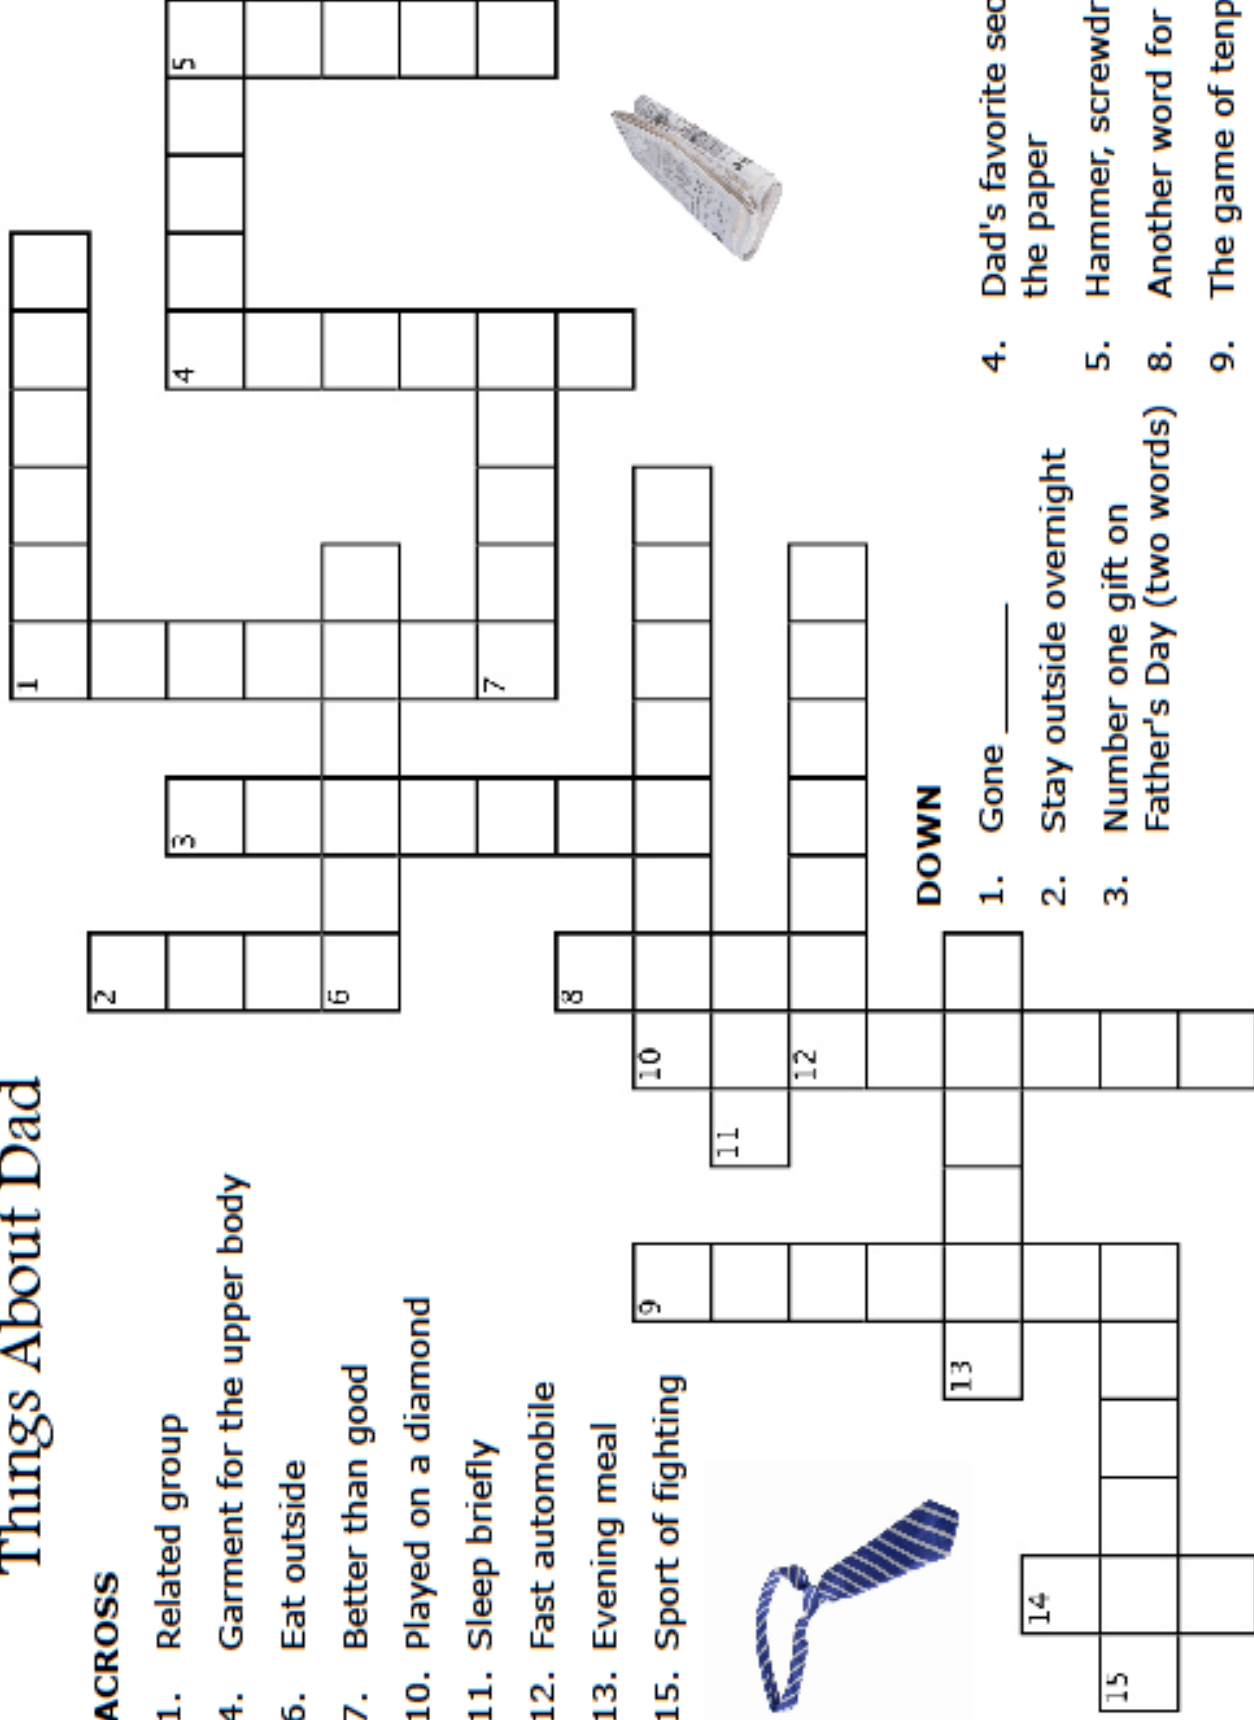 Things About Dad
ACROSS
1. Related group
4. Garment for the upper body
6. Eat outside
7. Better than good
10. Played on a diamond
11. Sleep briefly
12. Fast automobile
13. Evening meal
15. Sport of fighting
1
2
3 4 5
6
7
8
9 10
11
12
13
14
15
DOWN
1. Gone ________
2. Stay outside overnight
3. Number one gift on
Father's Day (two words)
4. Dad's favorite sec
the paper
5. Hammer, screwdr
8. Another word for
9. The game of tenp